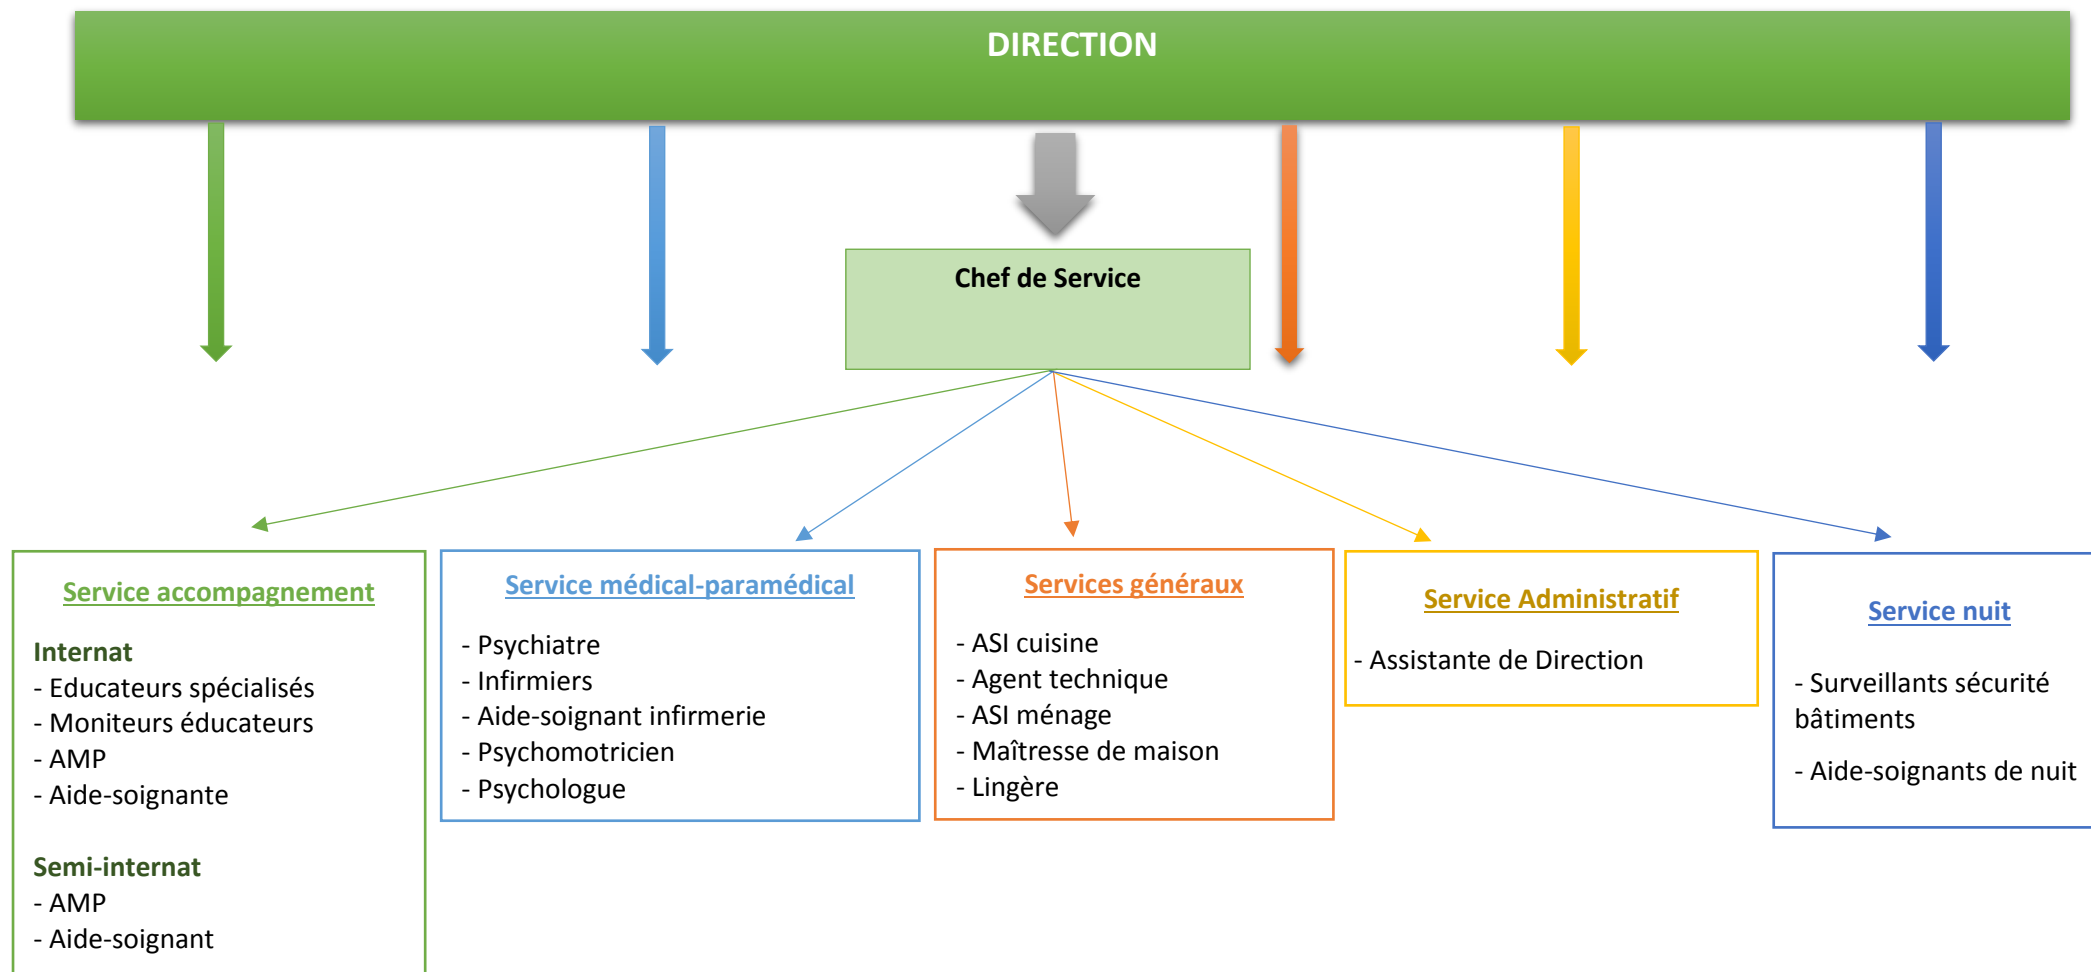 DIRECTION
Chef de Service
Service accompagnement
Internat
- Educateurs spécialisés
- Moniteurs éducateurs
- AMP
- Aide-soignante
Semi-internat
- AMP
- Aide-soignant
Service médical-paramédical
- Psychiatre
- Infirmiers
- Aide-soignant infirmerie
- Psychomotricien
- Psychologue
Services généraux
- ASI cuisine
- Agent technique
- ASI ménage
- Maîtresse de maison
- Lingère
Service Administratif
- Assistante de Direction
Service nuit
- Surveillants sécurité
bâtiments
- Aide-soignants de nuit